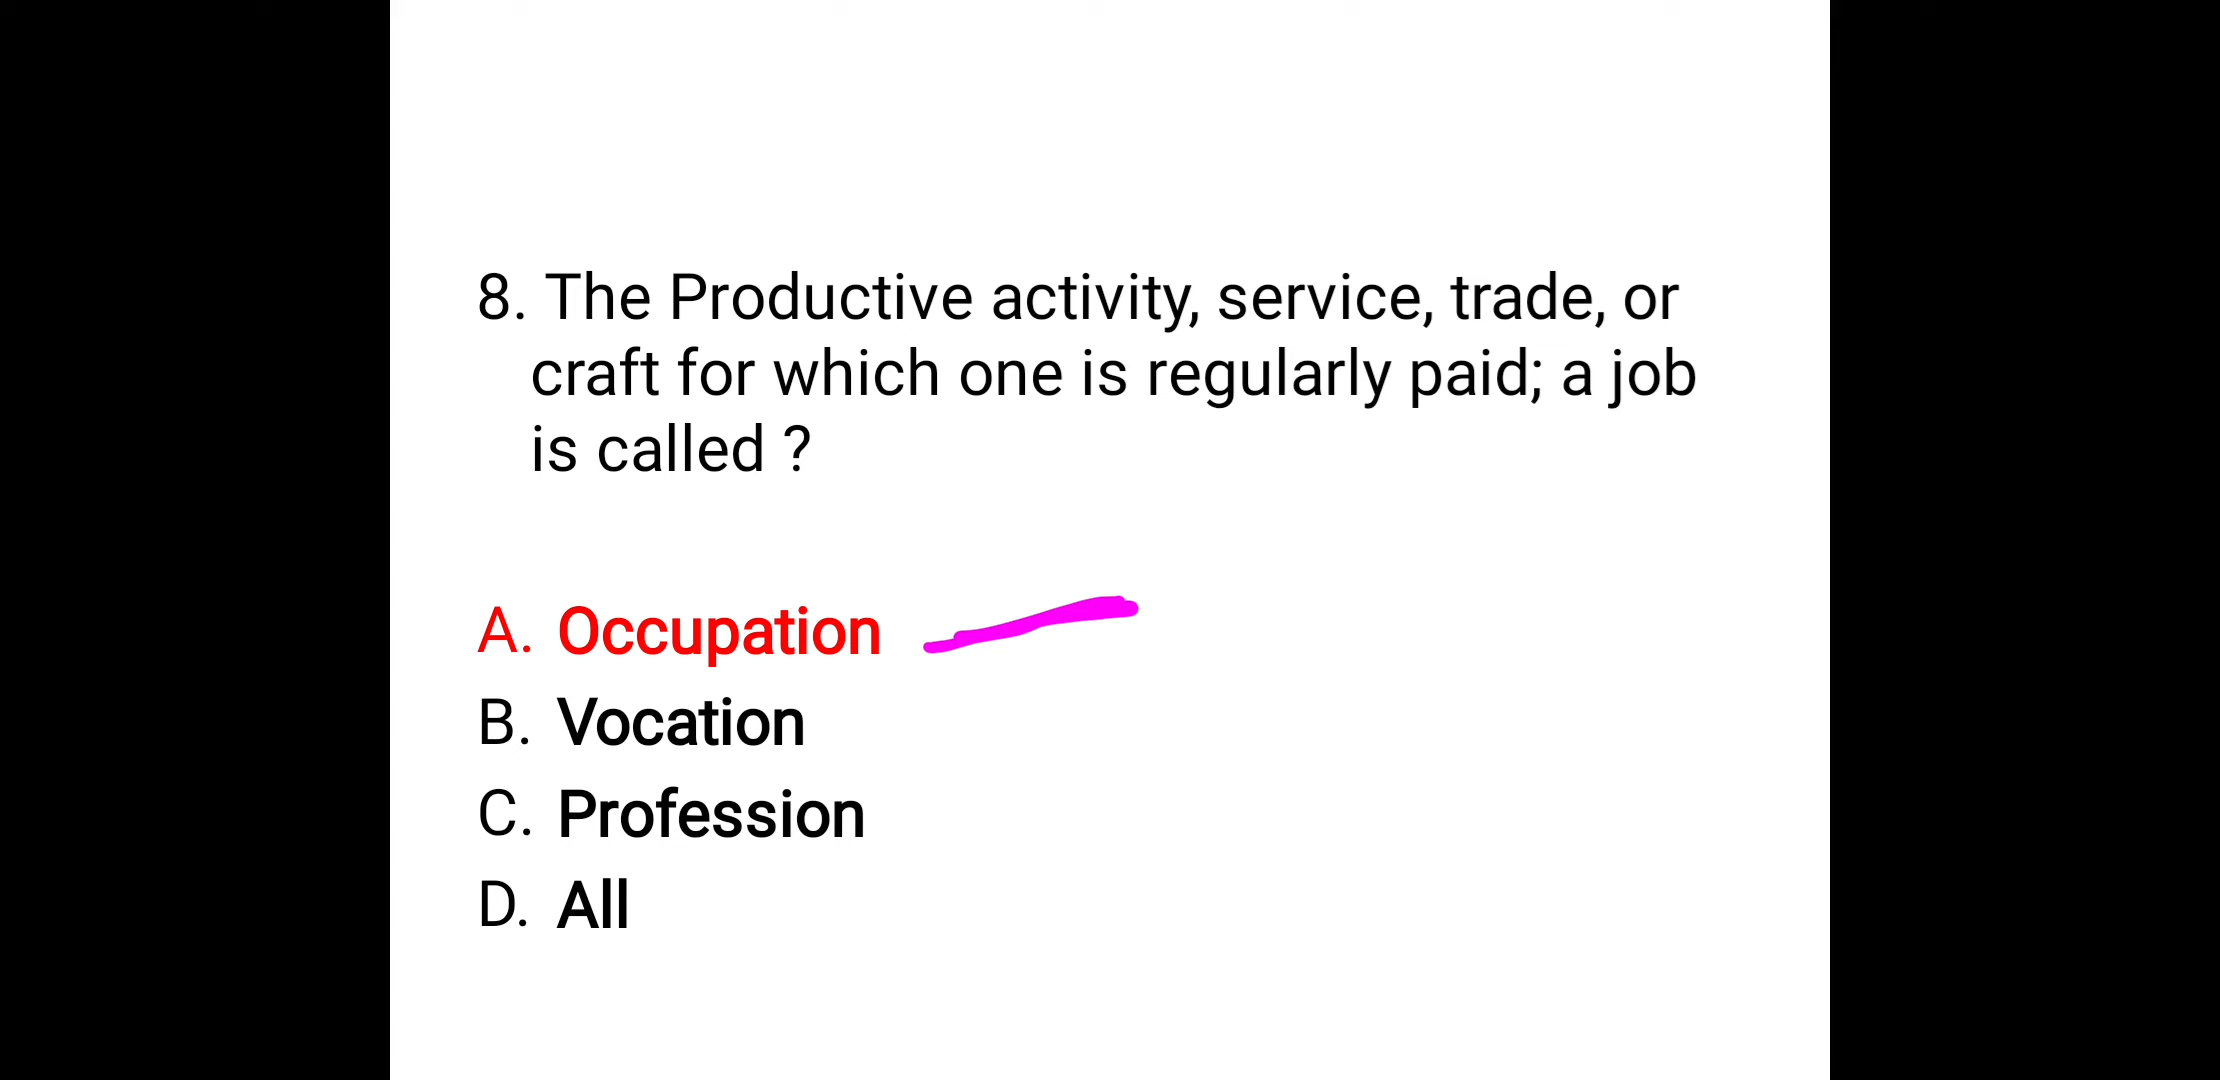 8. The Productive activity, service, trade, or
craft for which one is regularly paid; a job
is called ?
A. Occupation
B. Vocation
C. Profession
D. All